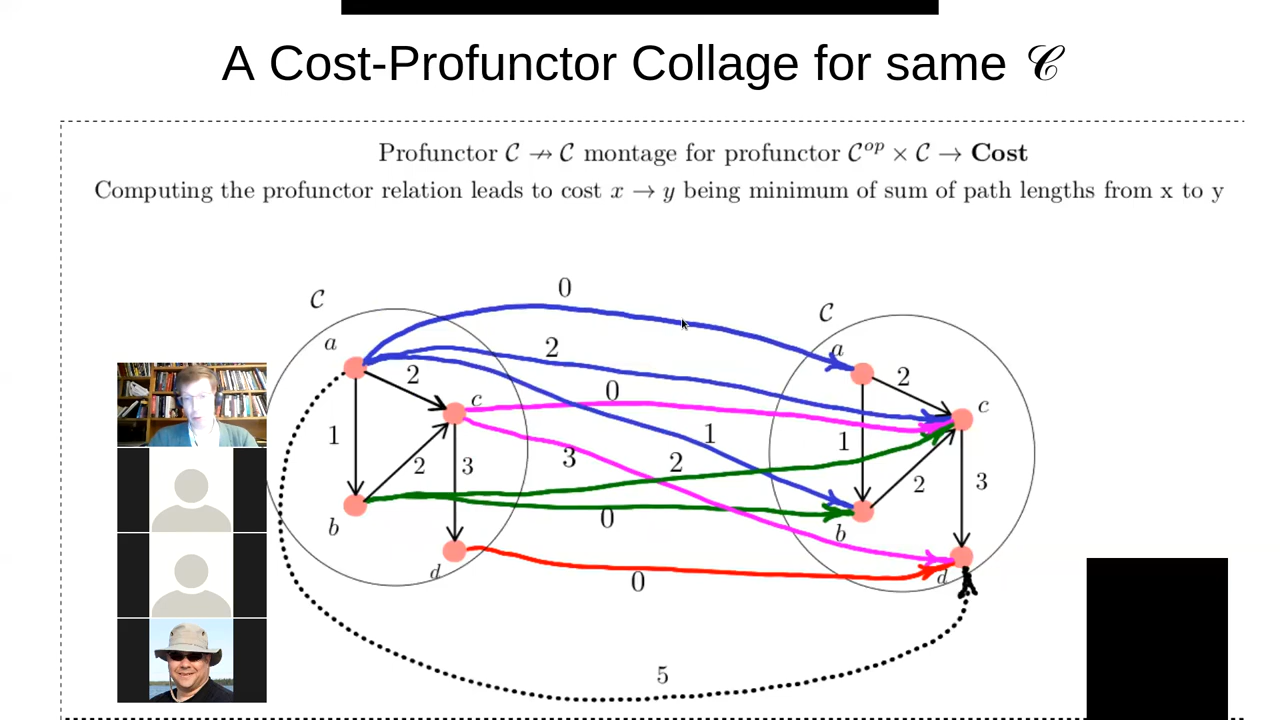 A Cost-Profunctor Collage for same 𝒞
Profunctor 𝒞 ⇸ 𝒞 montage for profunctor 𝒞ᵒᵖ × 𝒞 → Cost
Computing the profunctor relation leads to cost x → y being minimum of sum of path lengths from x to y
0
𝒞
𝒞
a
2
a
2
2
0
c
c
1
1
1
3
2
2
3
2
3
b
0
b
d
0
d
5